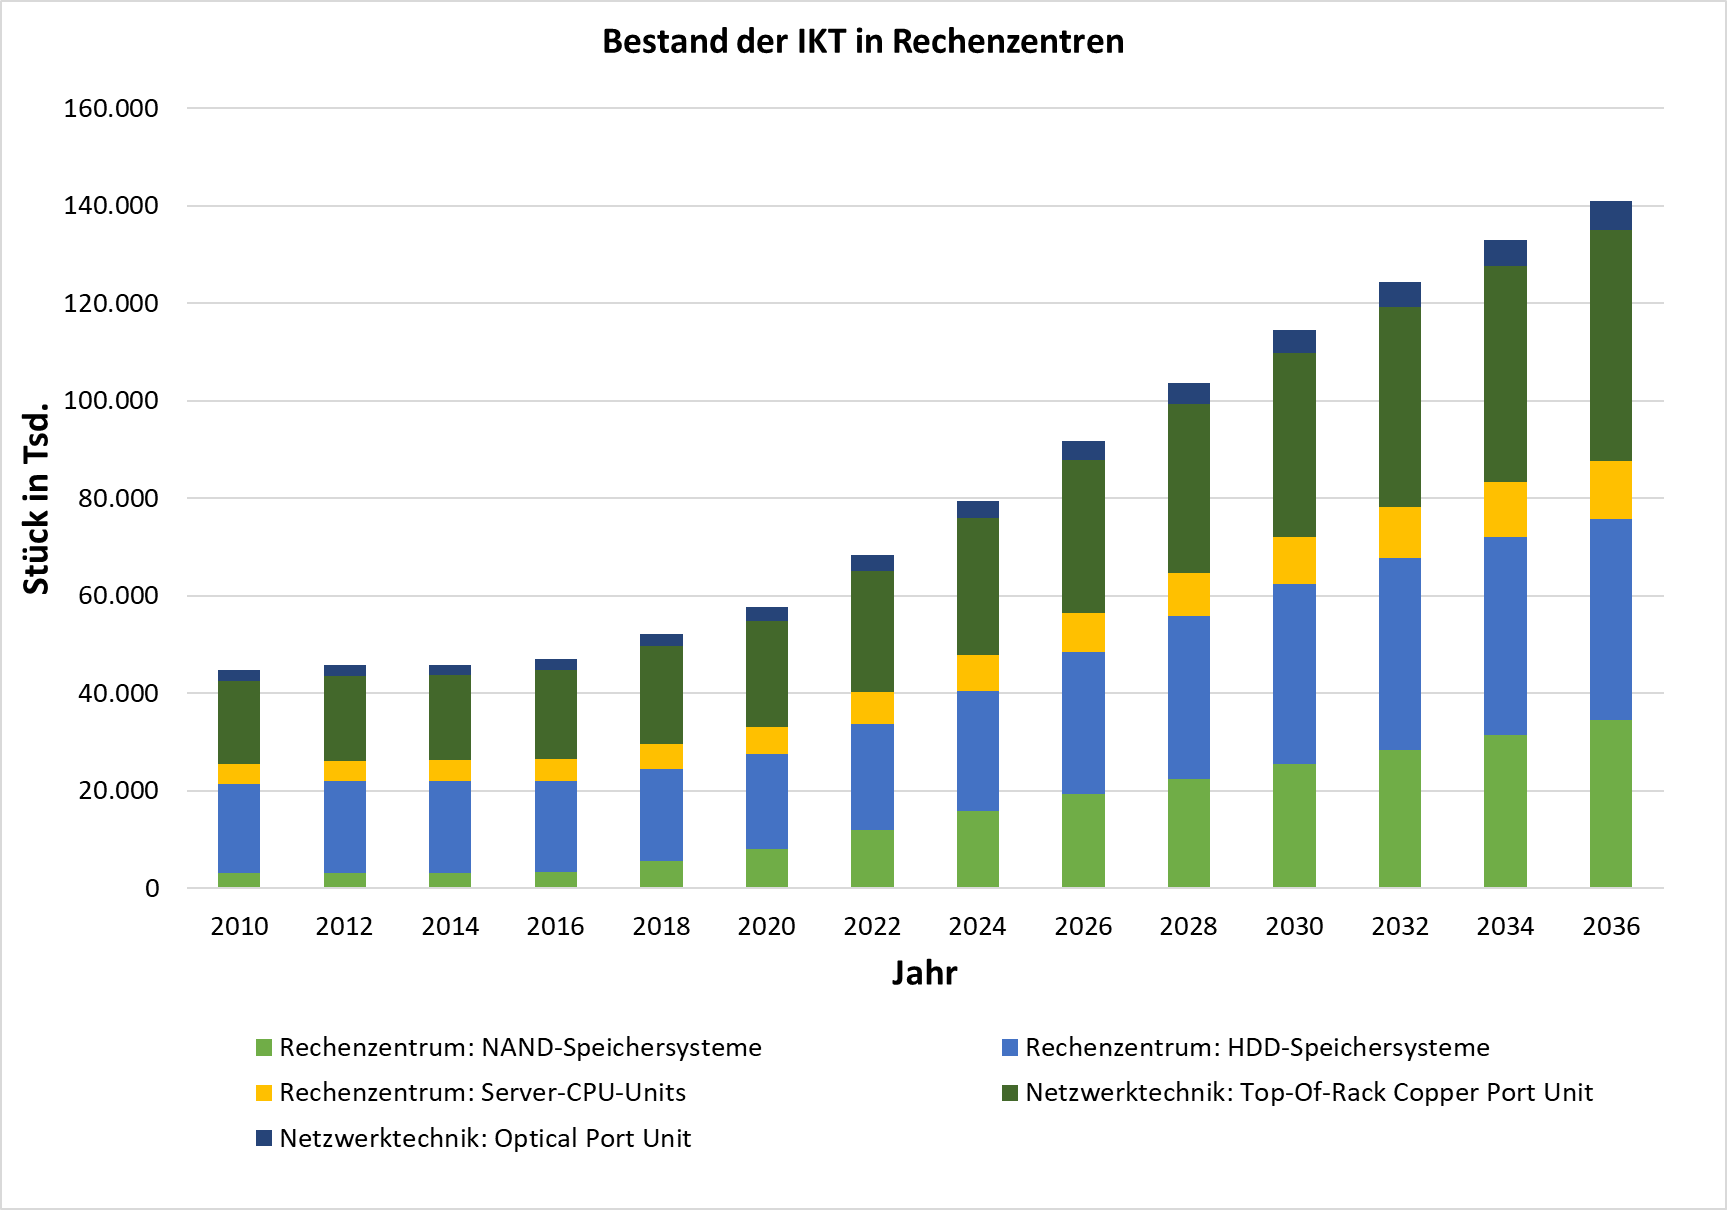 Bestand der IKT in Rechenzentren
160.000
140.000
120.000
100.000
80.000
60.000
40.000
20.000
0
Stück in Tsd.
2010 2012 2014 2016 2018 2020 2022 2024 2026 2028 2030 2032 2034 2036
Jahr
Rechenzentrum: NAND-Speichersysteme
Rechenzentrum: HDD-Speichersysteme
Rechenzentrum: Server-CPU-Units
Netzwerktechnik: Top-Of-Rack Copper Port Unit
Netzwerktechnik: Optical Port Unit